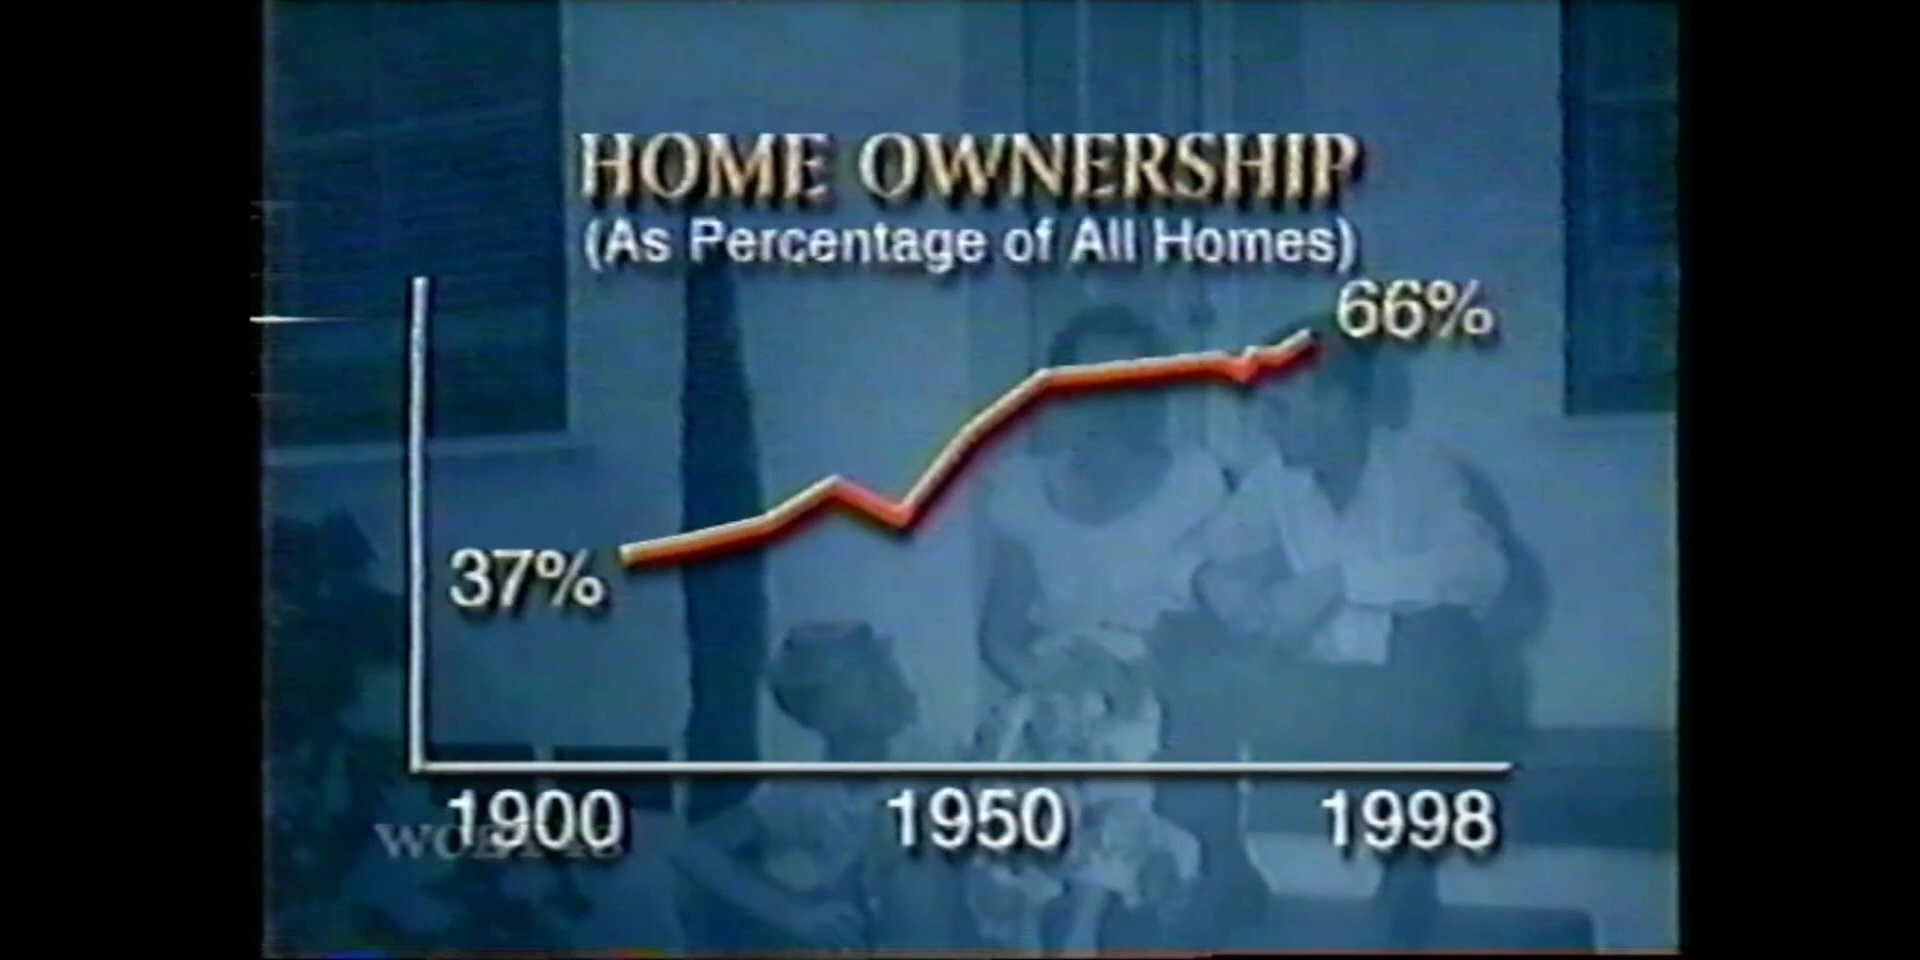 HOME OWNERSHIP
(As Percentage of All Homes)
66%
37%
1900 1950 1998